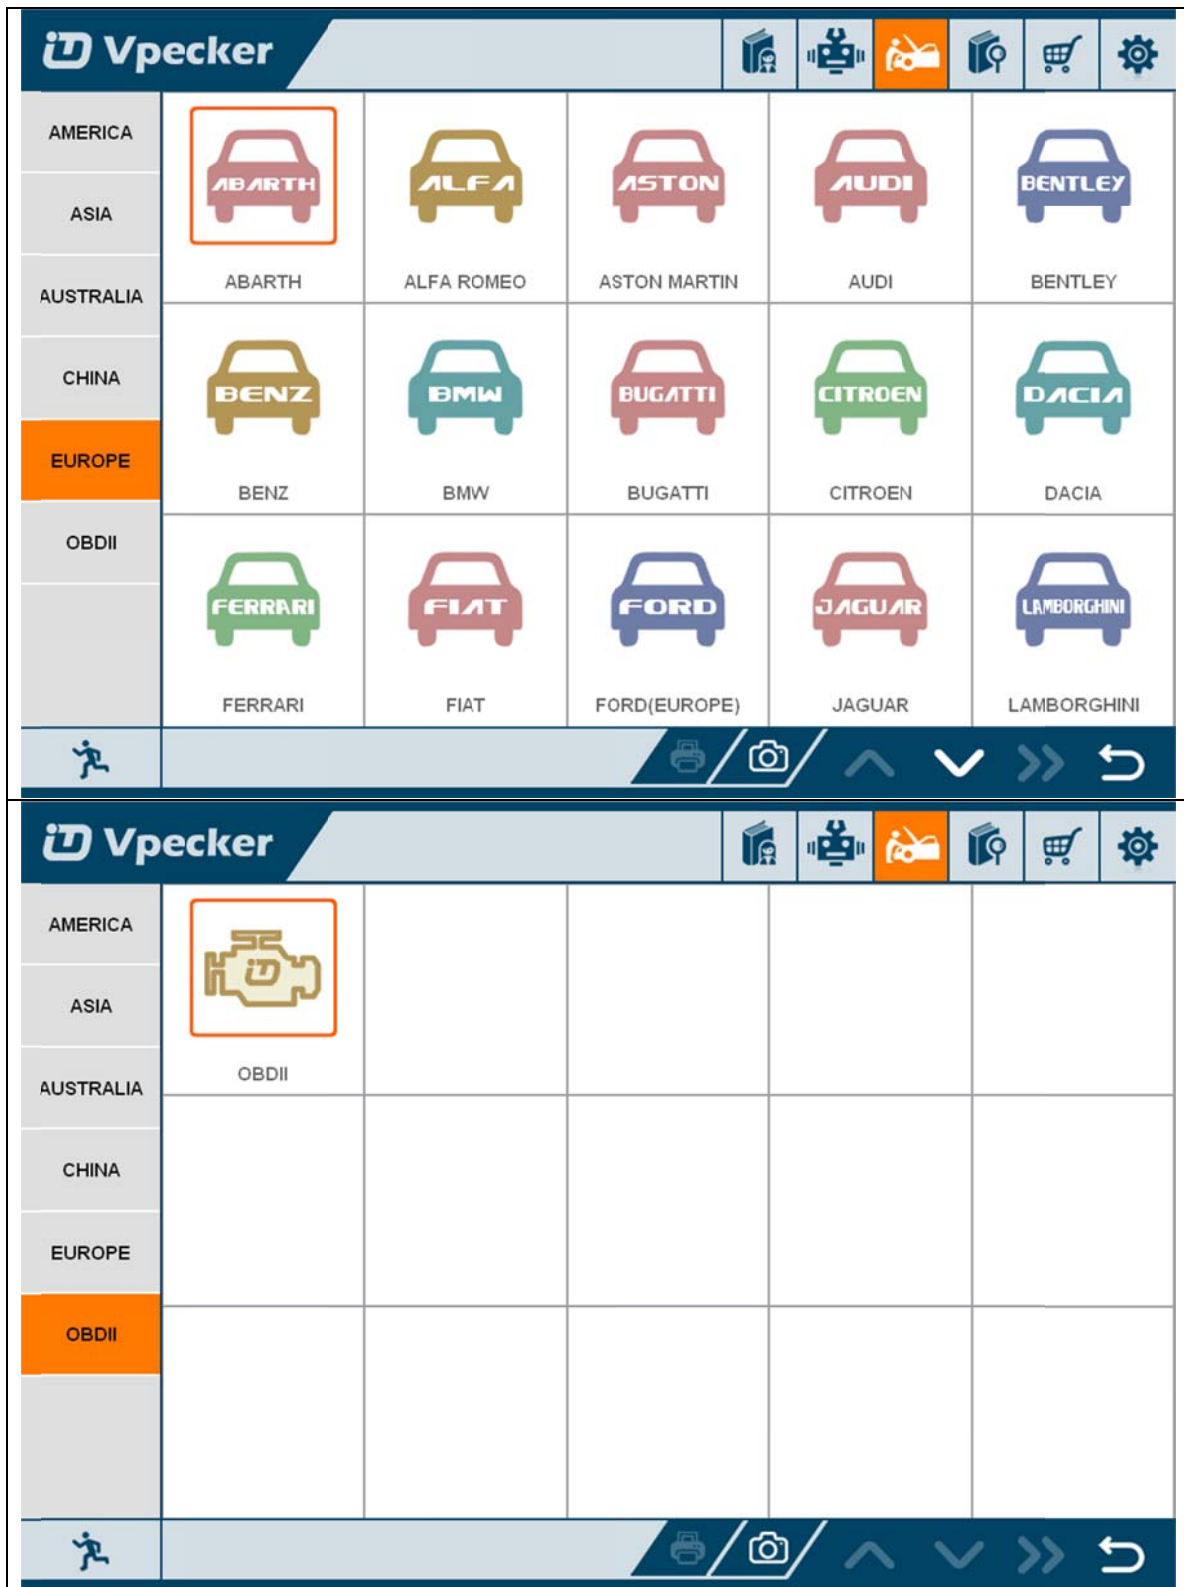 Vpecker
AMERICA
ASIA
AUSTRALIA
CHINA
EUROPE
OBDII
ABARTH ALFA ASTON AUDI BENTLEY
ABARTH ALFA ROMEO ASTON MARTIN AUDI BENTLEY
BENZ BMW BUGATTI CITROEN DACIA
BENZ BMW BUGATTI CITROEN DACIA
FERRARI FIAT FORD JAGUAR LAMBORGHINI
FERRARI FIAT FORD(EUROPE) JAGUAR LAMBORGHINI
Vpecker
AMERICA
ASIA
AUSTRALIA
CHINA
EUROPE
OBDII
OBDII